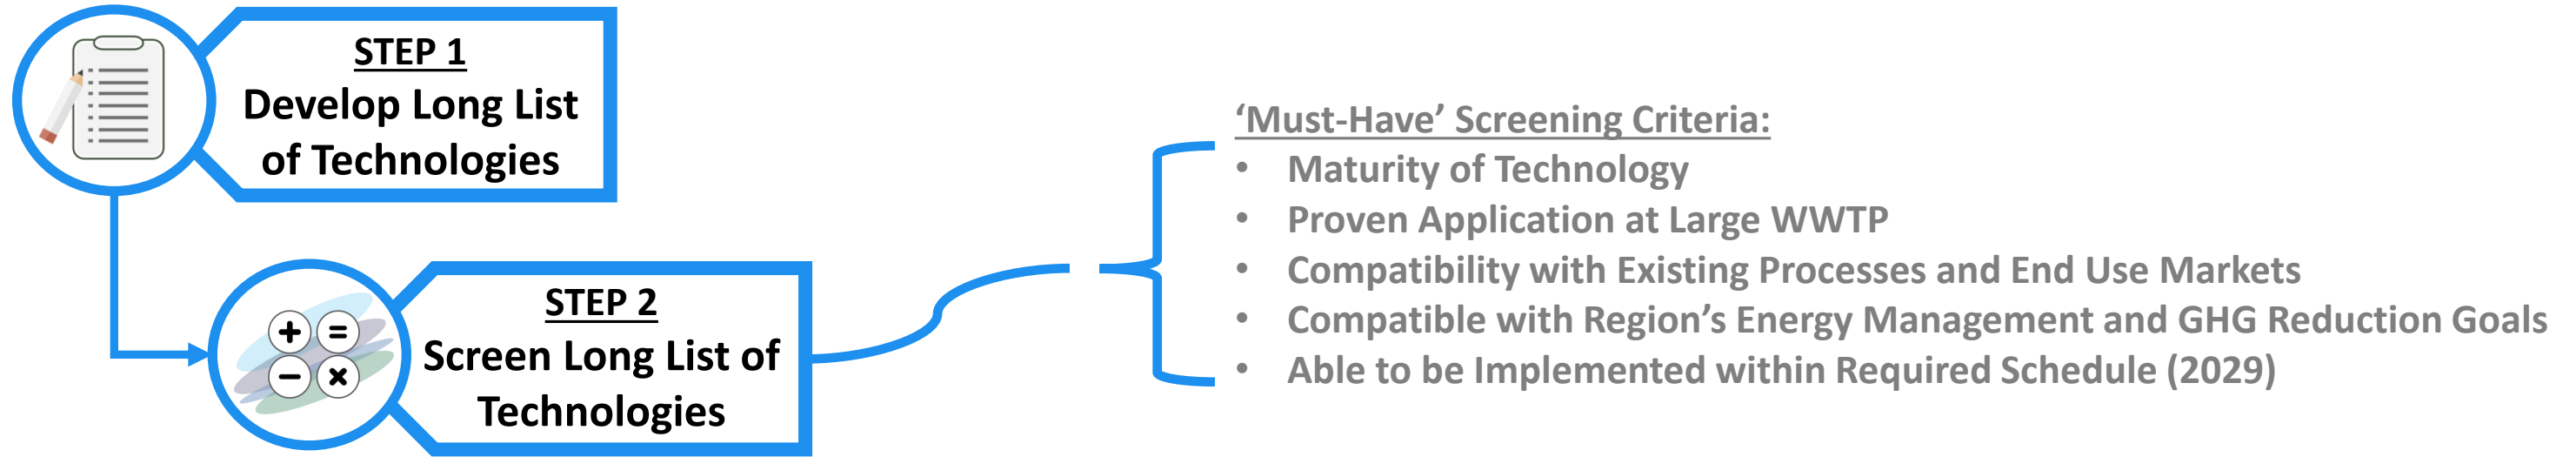 STEP 1
Develop Long List
of Technologies
STEP 2
Screen Long List of
Technologies
‘Must-Have’ Screening Criteria:
• Maturity of Technology
• Proven Application at Large WWTP
• Compatibility with Existing Processes and End Use Markets
• Compatible with Region’s Energy Management and GHG Reduction Goals
• Able to be Implemented within Required Schedule (2029)